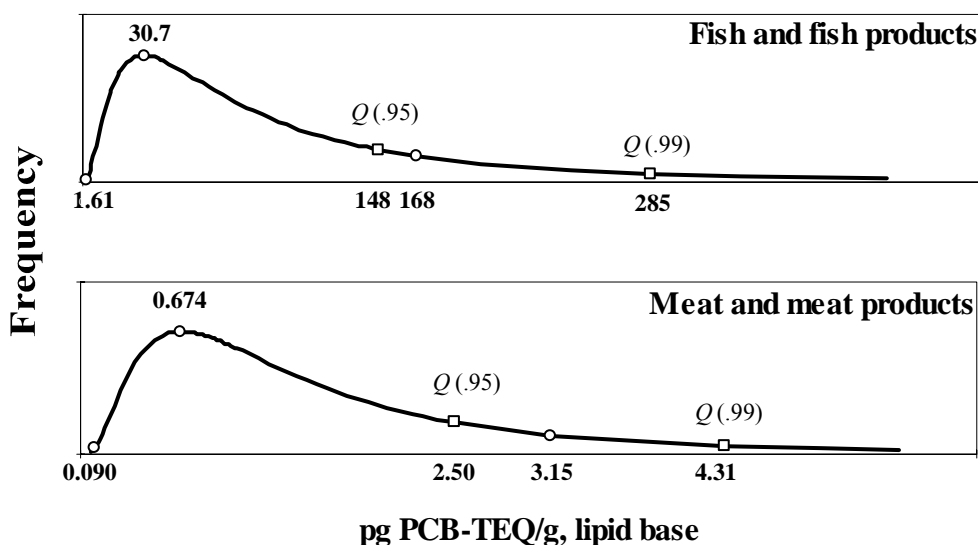 Frequency
Fish and fish products
30.7
Q (.95)
Q (.99)
1.61 148 168 285
Meat and meat products
0.674
Q (.95)
Q (.99)
0.090 2.50 3.15 4.31
pg PCB-TEQ/g, lipid base